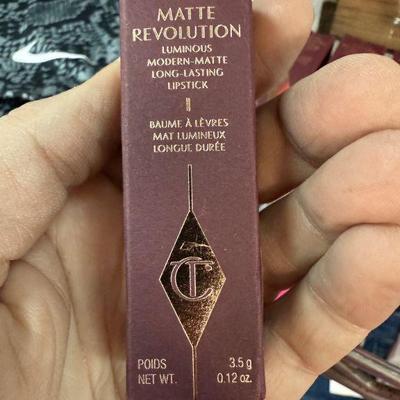 MATTE
REVOLUTION
LUMINOUS
MODERN-MATTE
LONG-LASTING
LIPSTICK
BAUME À LÈVRES
MAT LUMINEUX
LONGUE DURÉE
CT
POIDS 3.5 g
NET WT. 0.12 oz.